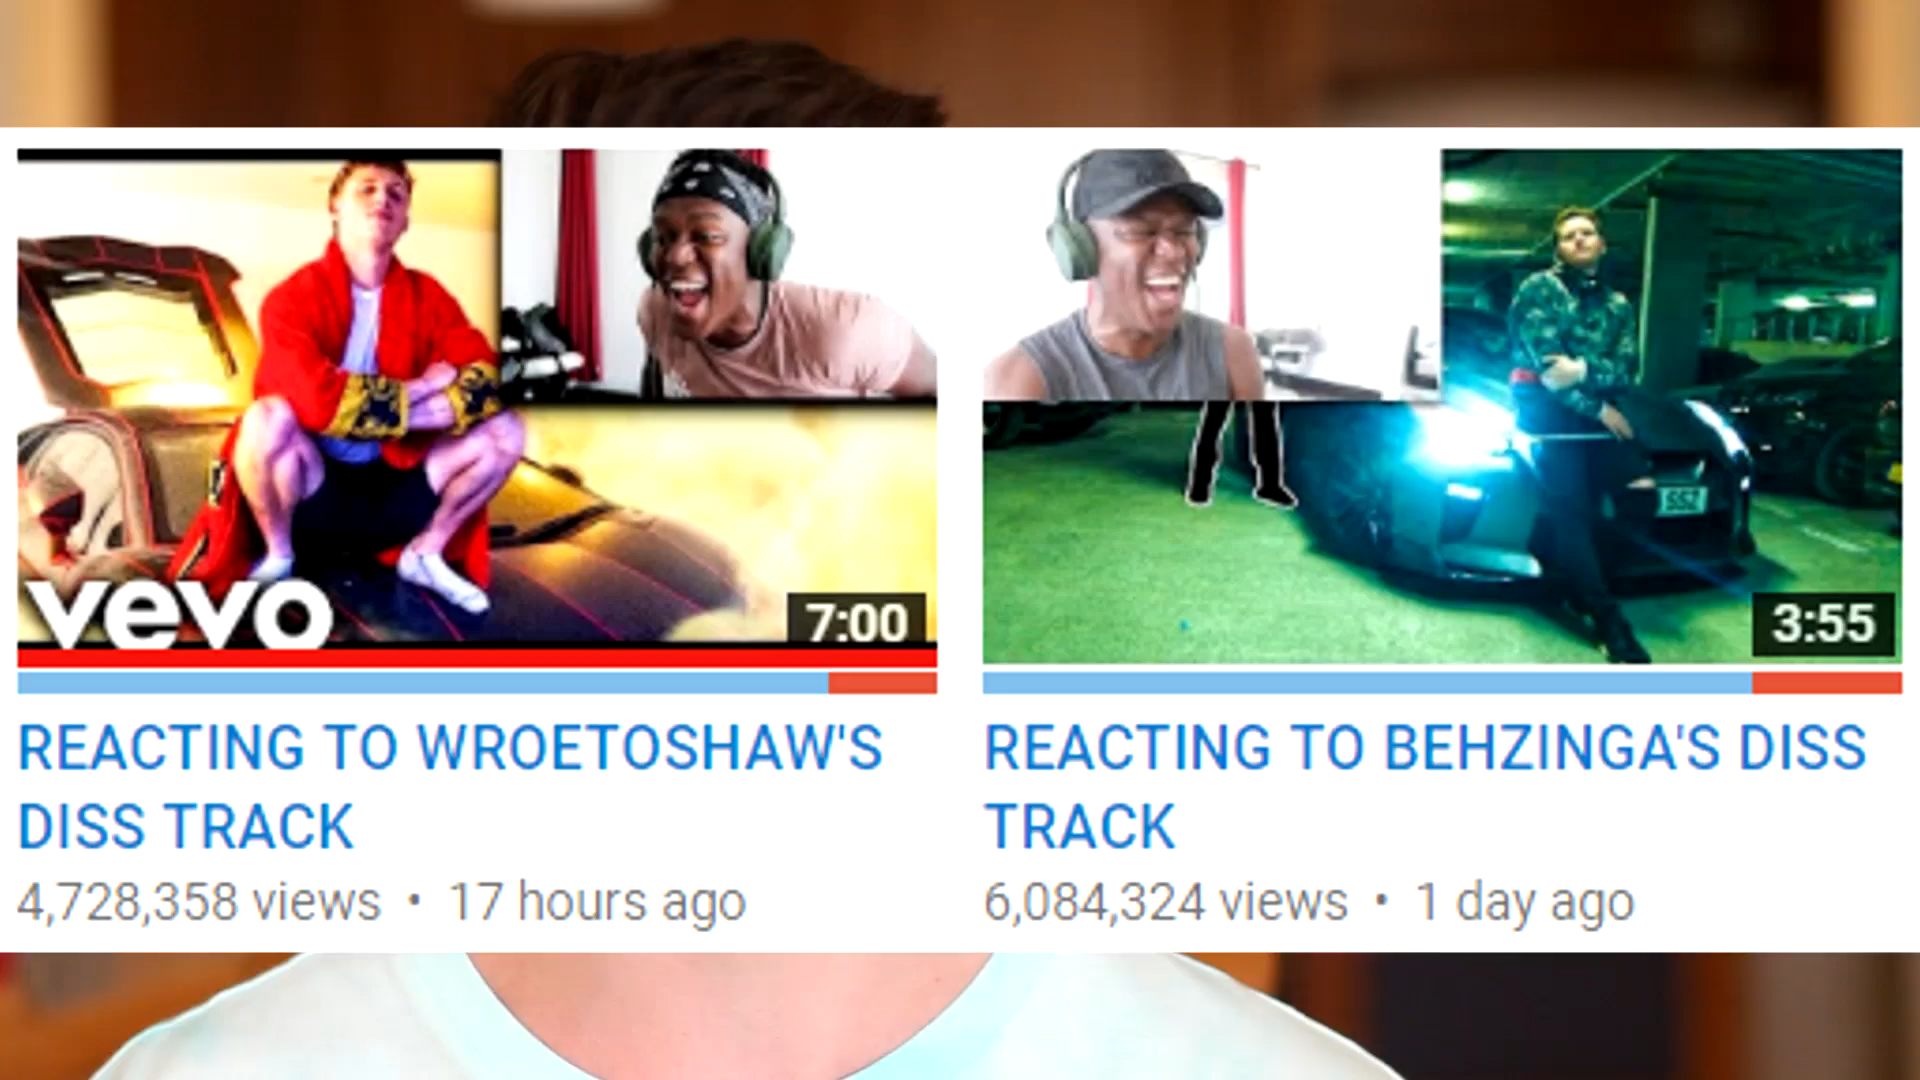 vevo
7:00
3:55
SSZ
REACTING TO WROETOSHAW'S
DISS TRACK
4,728,358 views • 17 hours ago
REACTING TO BEHZINGA'S DISS
TRACK
6,084,324 views • 1 day ago